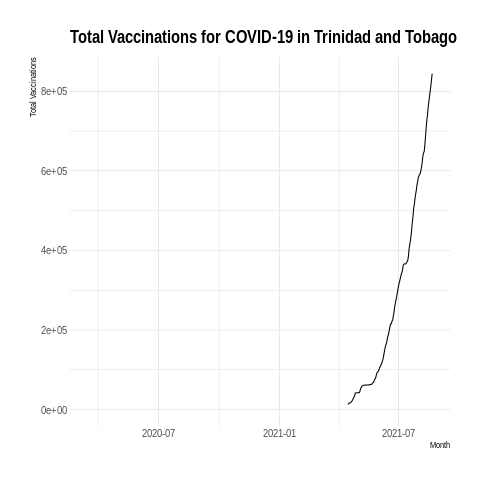 Total Vaccinations for COVID-19 in Trinidad and Tobago
Total Vaccinations
8e+05
6e+05
4e+05
2e+05
0e+00
2020-07 2021-01 2021-07
Month